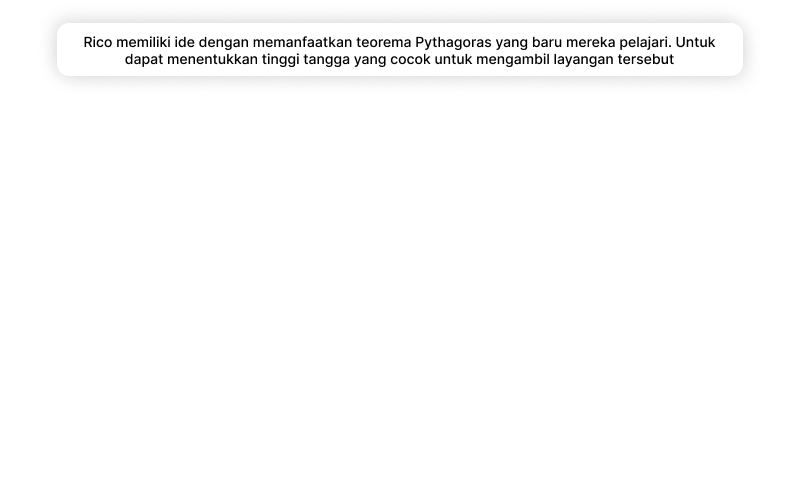 Rico memiliki ide dengan memanfaatkan teorema Pythagoras yang baru mereka pelajari. Untuk
dapat menentukkan tinggi tangga yang cocok untuk mengambil layangan tersebut